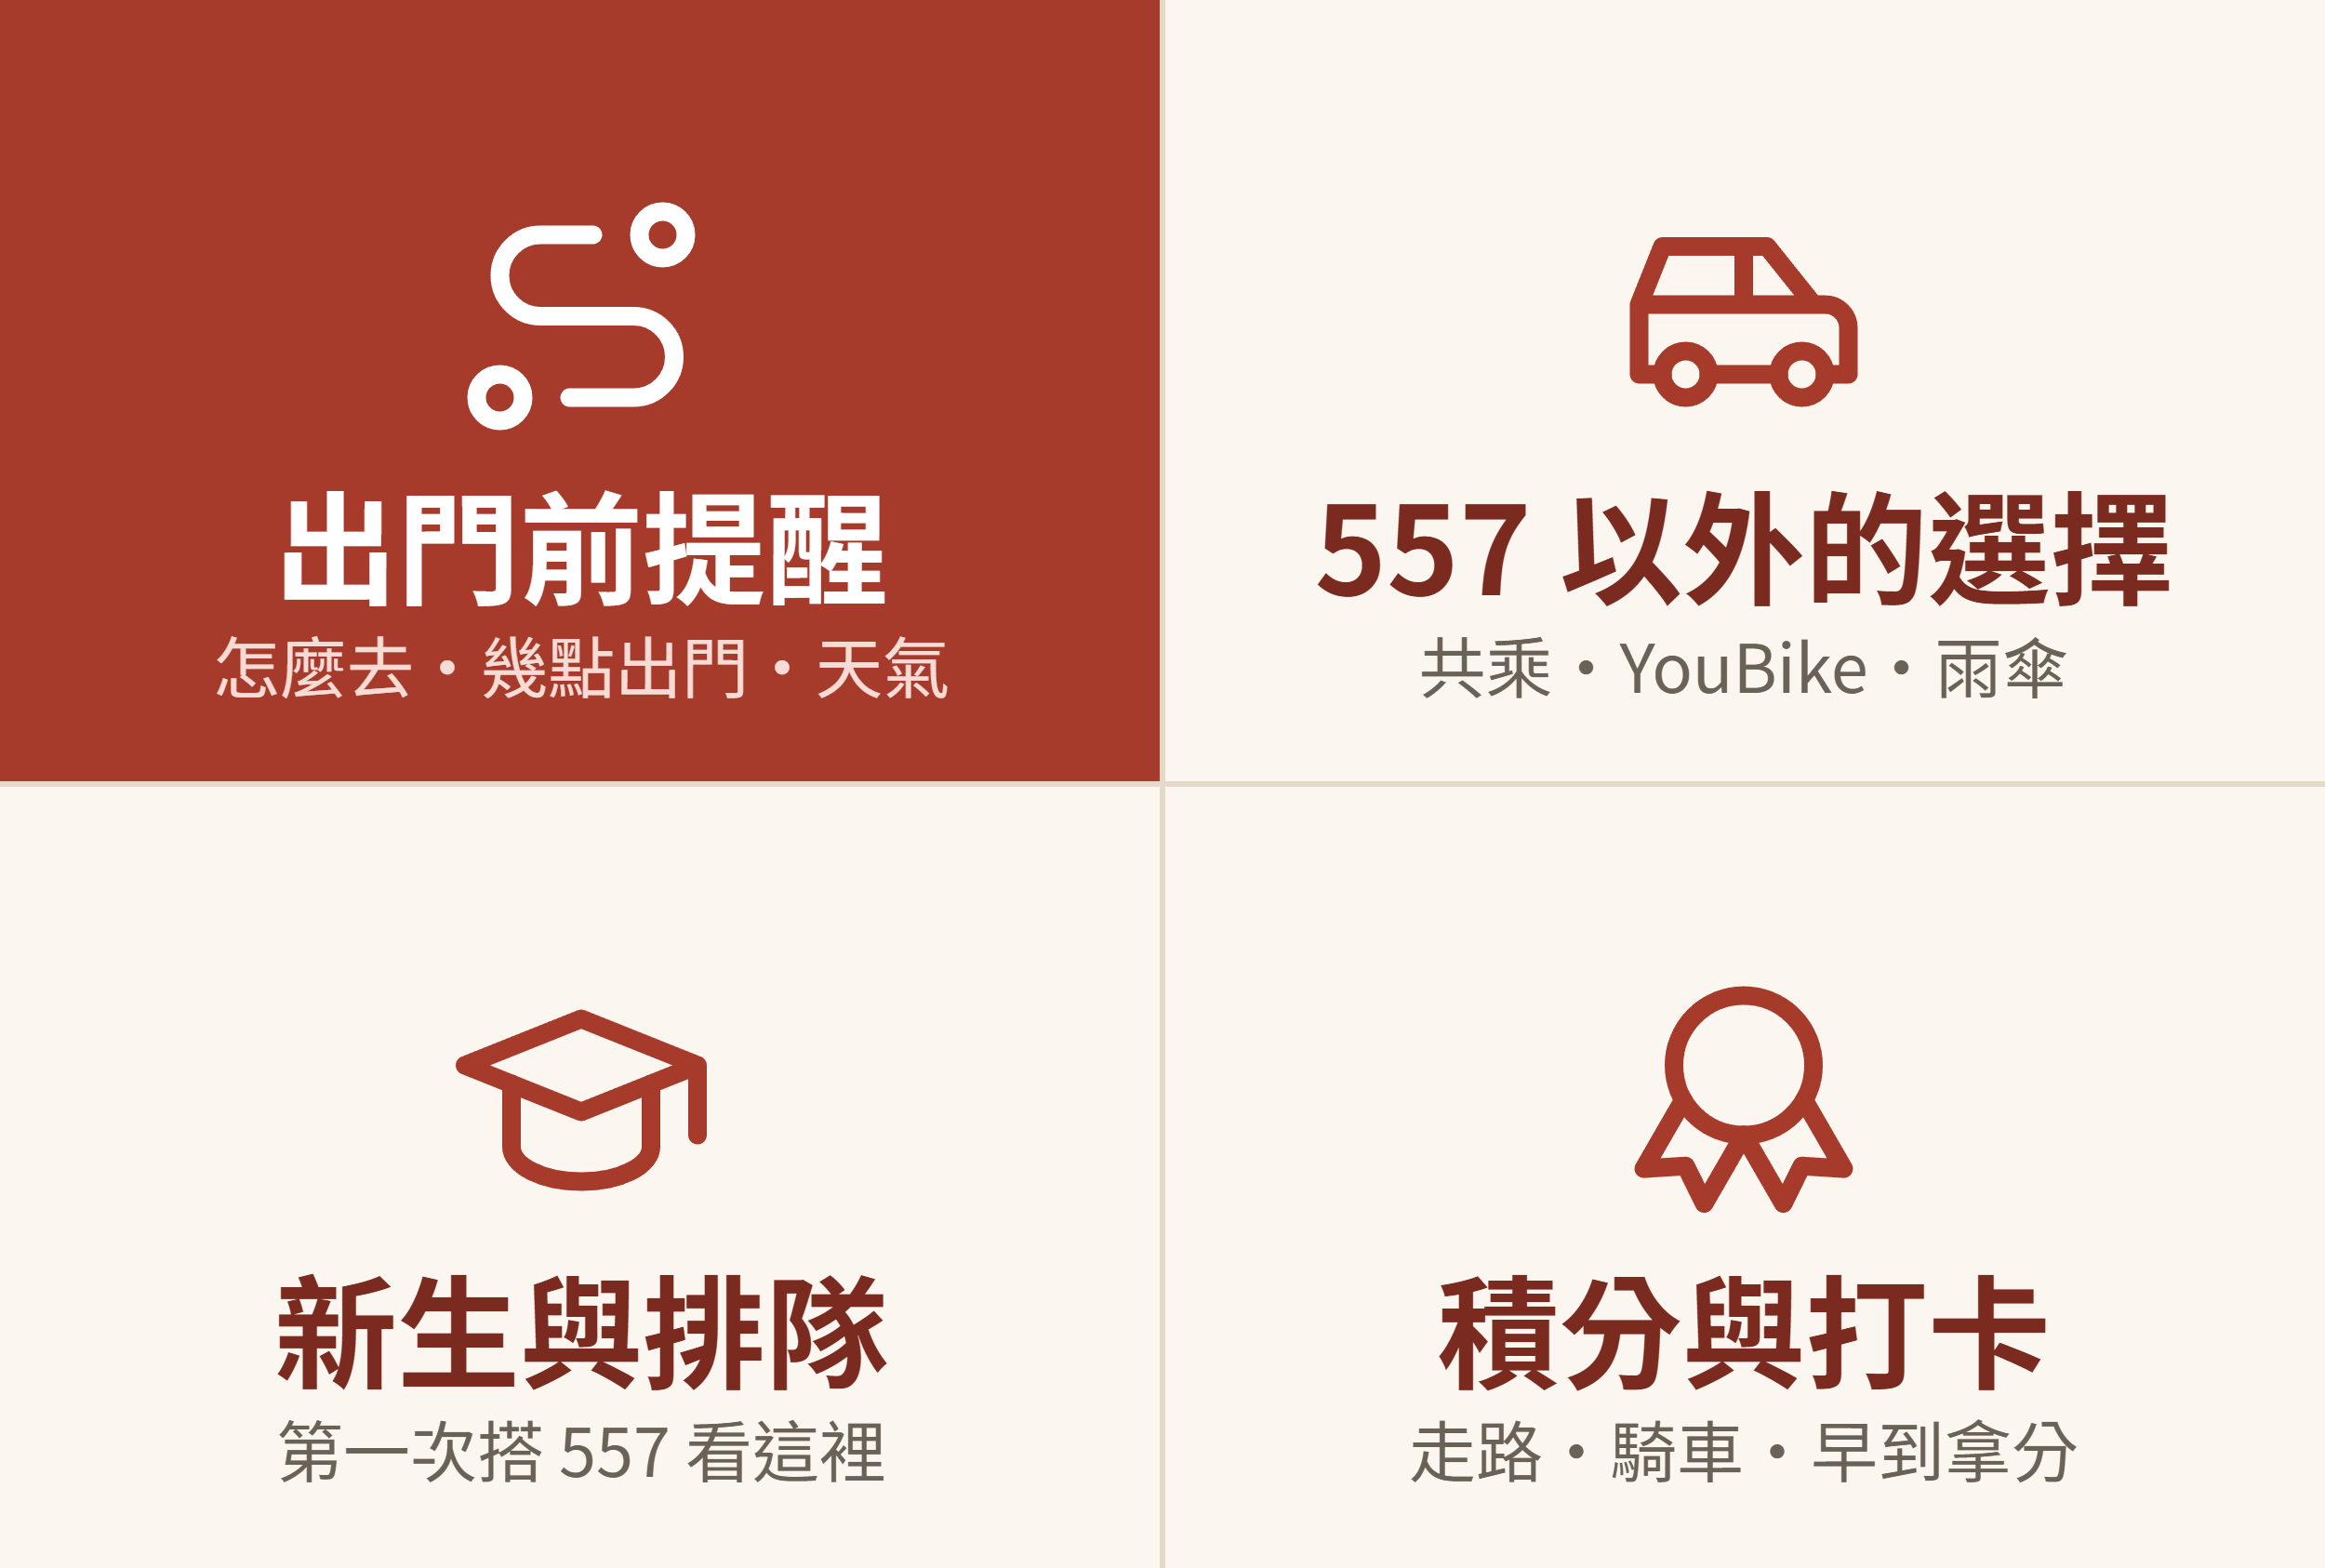 出門前提醒
怎麼去・幾點出門・天氣
557 以外的選擇
共乘・YouBike・雨傘
新生與排隊
第一次搭 557 看這裡
積分與打卡
走路・騎車・早到拿分